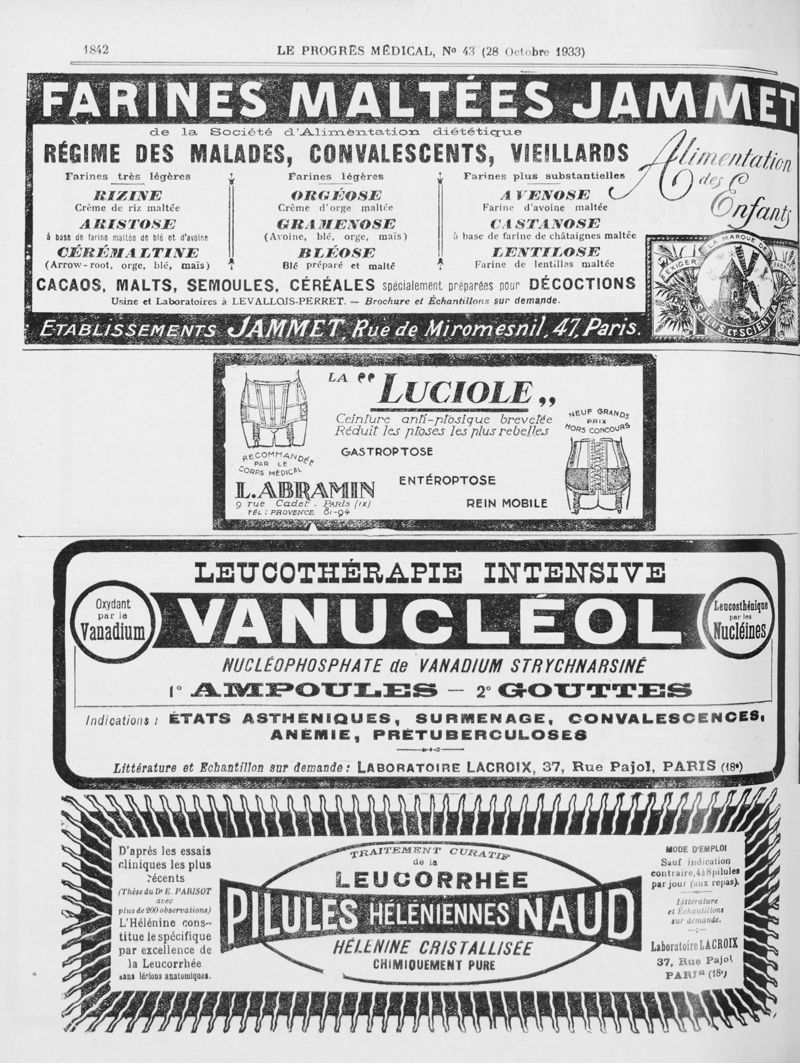 1842
LE PROGRÈS MÉDICAL, No 43 (28 Octobre 1933)
FARINES MALTÉES JAMMET
de la Société d'Alimentation diététique
RÉGIME DES MALADES, CONVALESCENTS, VIEILLARDS
Alimentation
des
Enfants
Farines très légères
RIZINE
Crème de riz maltée
ARISTOSE
à base de farine maltée de blé et d'avoine
CÉRÉMALTINE
(Arrow-root, orge, blé, maïs)
Farines légères
ORGÉOSE
Crème d'orge maltée
GRAMENOSE
(Avoine, blé, orge, maïs)
BLÉOSE
Blé préparé et malté
Farines plus substantielles
AVENOSE
Farine d'avoine maltée
CASTANOSE
à base de farine de châtaignes maltée
LENTILOSE
Farine de lentilles maltée
CACAOS, MALTS, SEMOULES, CÉRÉALES spécialement préparées pour DÉCOCTIONS
Usine et Laboratoires à LEVALLOIS-PERRET. — Brochure et Échantillons sur demande.
ETABLISSEMENTS JAMMET, Rue de Miromesnil, 47, Paris.
EXIGER LA MARQUE DE
SALUS ET SCIENTIA
LA "LUCIOLE„
Ceinture anti-ptosique brevetée
Réduit les ptoses les plus rebelles
RECOMMANDÉE
PAR LE
CORPS MÉDICAL
NEUF GRANDS
PRIX
HORS CONCOURS
GASTROPTOSE
ENTÉROPTOSE
REIN MOBILE
L. ABRAMIN
9 rue Cadet. PARIS (IX)
TÉL : PROVENCE 81-94
LEUCOTHÉRAPIE INTENSIVE
Oxydant
par le
Vanadium
VANUCLÉOL
Leucosthénique
par les
Nucléines
NUCLÉOPHOSPHATE de VANADIUM STRYCHNARSINÉ
1° AMPOULES — 2° GOUTTES
Indications : ÉTATS ASTHÉNIQUES, SURMENAGE, CONVALESCENCES,
ANÉMIE, PRÉTUBERCULOSES
Littérature et Echantillon sur demande : LABORATOIRE LACROIX, 37, Rue Pajol, PARIS (18e)
D'après les essais
cliniques les plus
récents
(Thèse du Dr E. PARISOT
avec
plus de 200 observations)
L'Hélénine cons-
titue le spécifique
par excellence de
la Leucorrhée
sans lésions anatomiques.
TRAITEMENT CURATIF
de la
LEUCORRHÉE
PILULES HÉLÉNIENNES NAUD
HÉLÉNINE CRISTALLISÉE
CHIMIQUEMENT PURE
MODE D'EMPLOI
Sauf indication
contraire, 4 à 8 pilules
par jour (aux repas).
Littérature
et Échantillons
sur demande.
Laboratoire LACROIX
37, Rue Pajol
PARIS (18e)